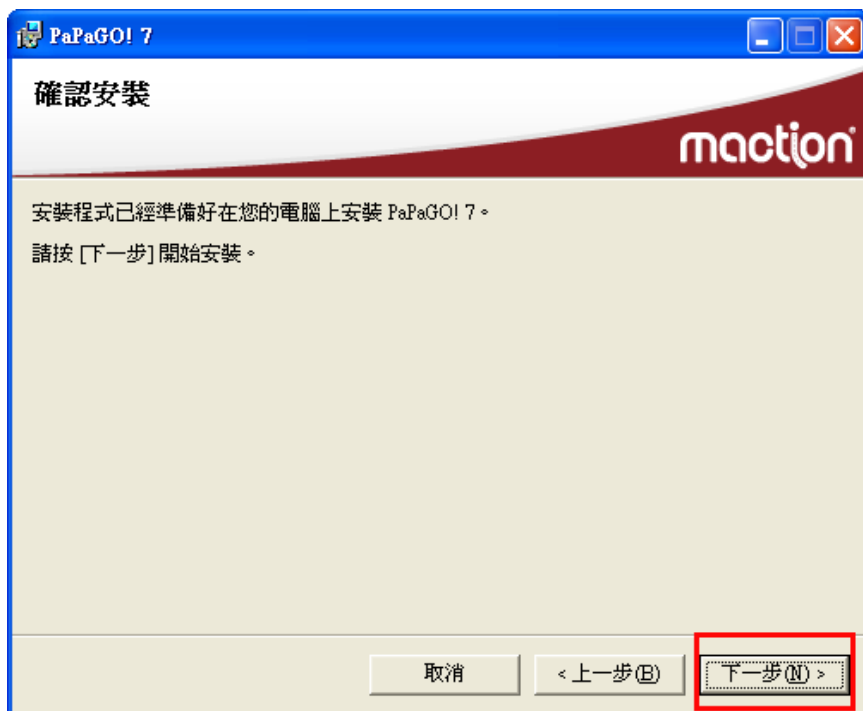 PaPaGO! 7
確認安裝
maction
安裝程式已經準備好在您的電腦上安裝 PaPaGO! 7。
請按 [下一步] 開始安裝。
取消
<上一步(B)
下一步(N) >